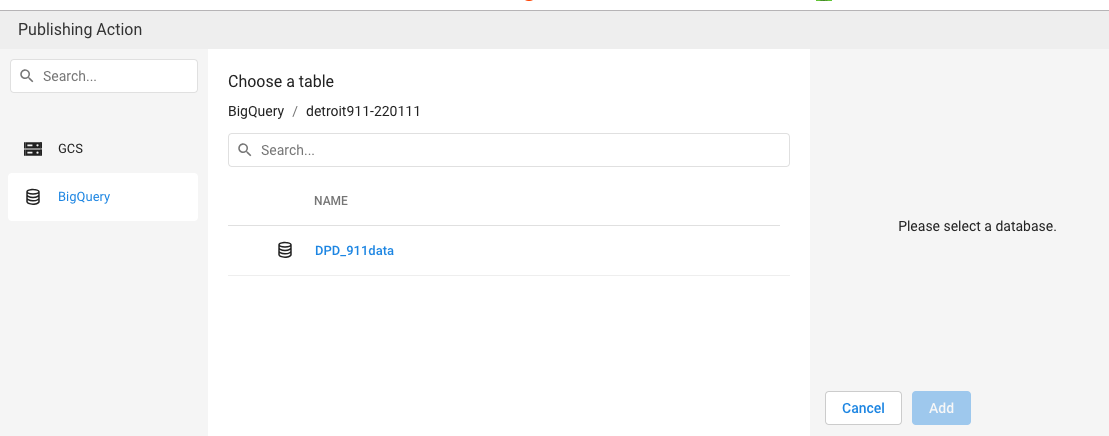 Publishing Action
Search...
GCS
BigQuery
Choose a table
BigQuery / detroit911-220111
Search...
NAME
DPD_911data
Please select a database.
Cancel
Add